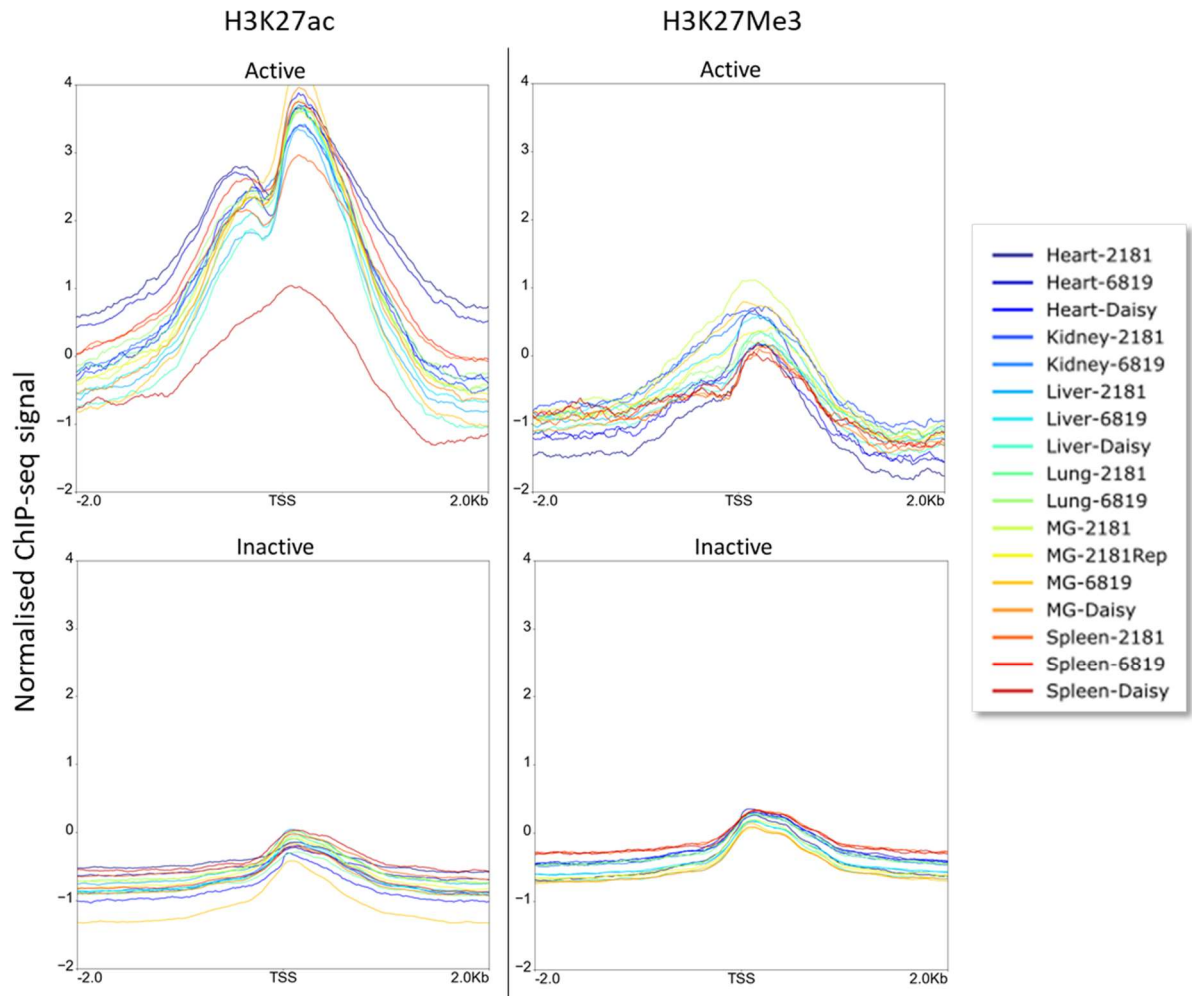 H3K27ac
H3K27Me3
Normalised ChIP-seq signal
Active
4
3
2
1
0
−1
−2
-2.0
TSS
2.0Kb
Active
4
3
2
1
0
−1
−2
-2.0
TSS
2.0Kb
Inactive
4
3
2
1
0
−1
−2
-2.0
TSS
2.0Kb
Inactive
4
3
2
1
0
−1
−2
-2.0
TSS
2.0Kb
Heart-2181
Heart-6819
Heart-Daisy
Kidney-2181
Kidney-6819
Liver-2181
Liver-6819
Liver-Daisy
Lung-2181
Lung-6819
MG-2181
MG-2181Rep
MG-6819
MG-Daisy
Spleen-2181
Spleen-6819
Spleen-Daisy